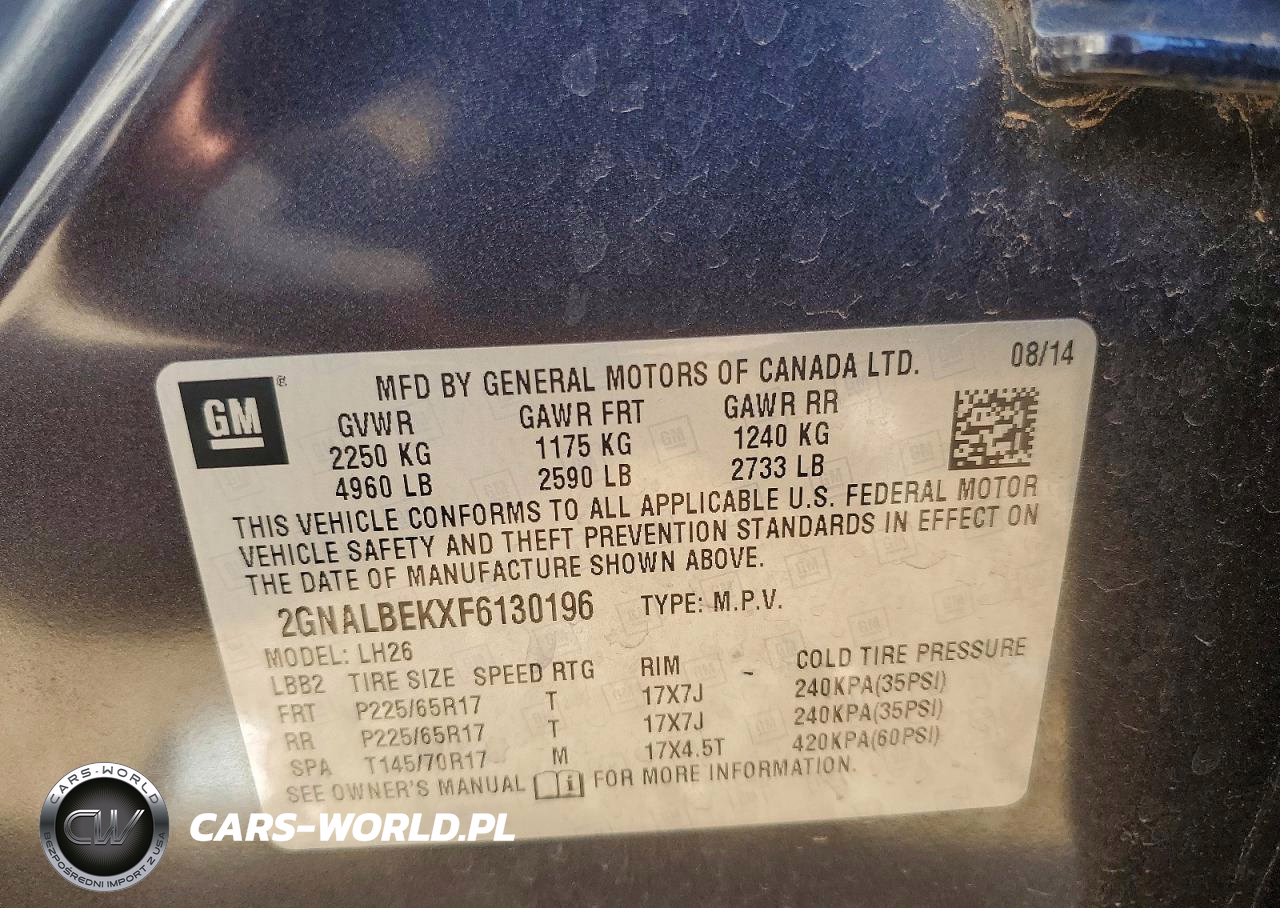 GM
®
MFD BY GENERAL MOTORS OF CANADA LTD.
08/14
GVWR GAWR FRT GAWR RR
2250 KG 1175 KG 1240 KG
4960 LB 2590 LB 2733 LB
THIS VEHICLE CONFORMS TO ALL APPLICABLE U.S. FEDERAL MOTOR
VEHICLE SAFETY AND THEFT PREVENTION STANDARDS IN EFFECT ON
THE DATE OF MANUFACTURE SHOWN ABOVE.
2GNALBEKXF6130196 TYPE: M.P.V.
MODEL: LH26
LBB2 TIRE SIZE SPEED RTG RIM - COLD TIRE PRESSURE
FRT P225/65R17 T 17X7J 240KPA(35PSI)
RR P225/65R17 T 17X7J 240KPA(35PSI)
SPA T145/70R17 M 17X4.5T 420KPA(60PSI)
SEE OWNER'S MANUAL FOR MORE INFORMATION.
CARS-WORLD
CW
BEZPOŚREDNI IMPORT Z USA
CARS-WORLD.PL